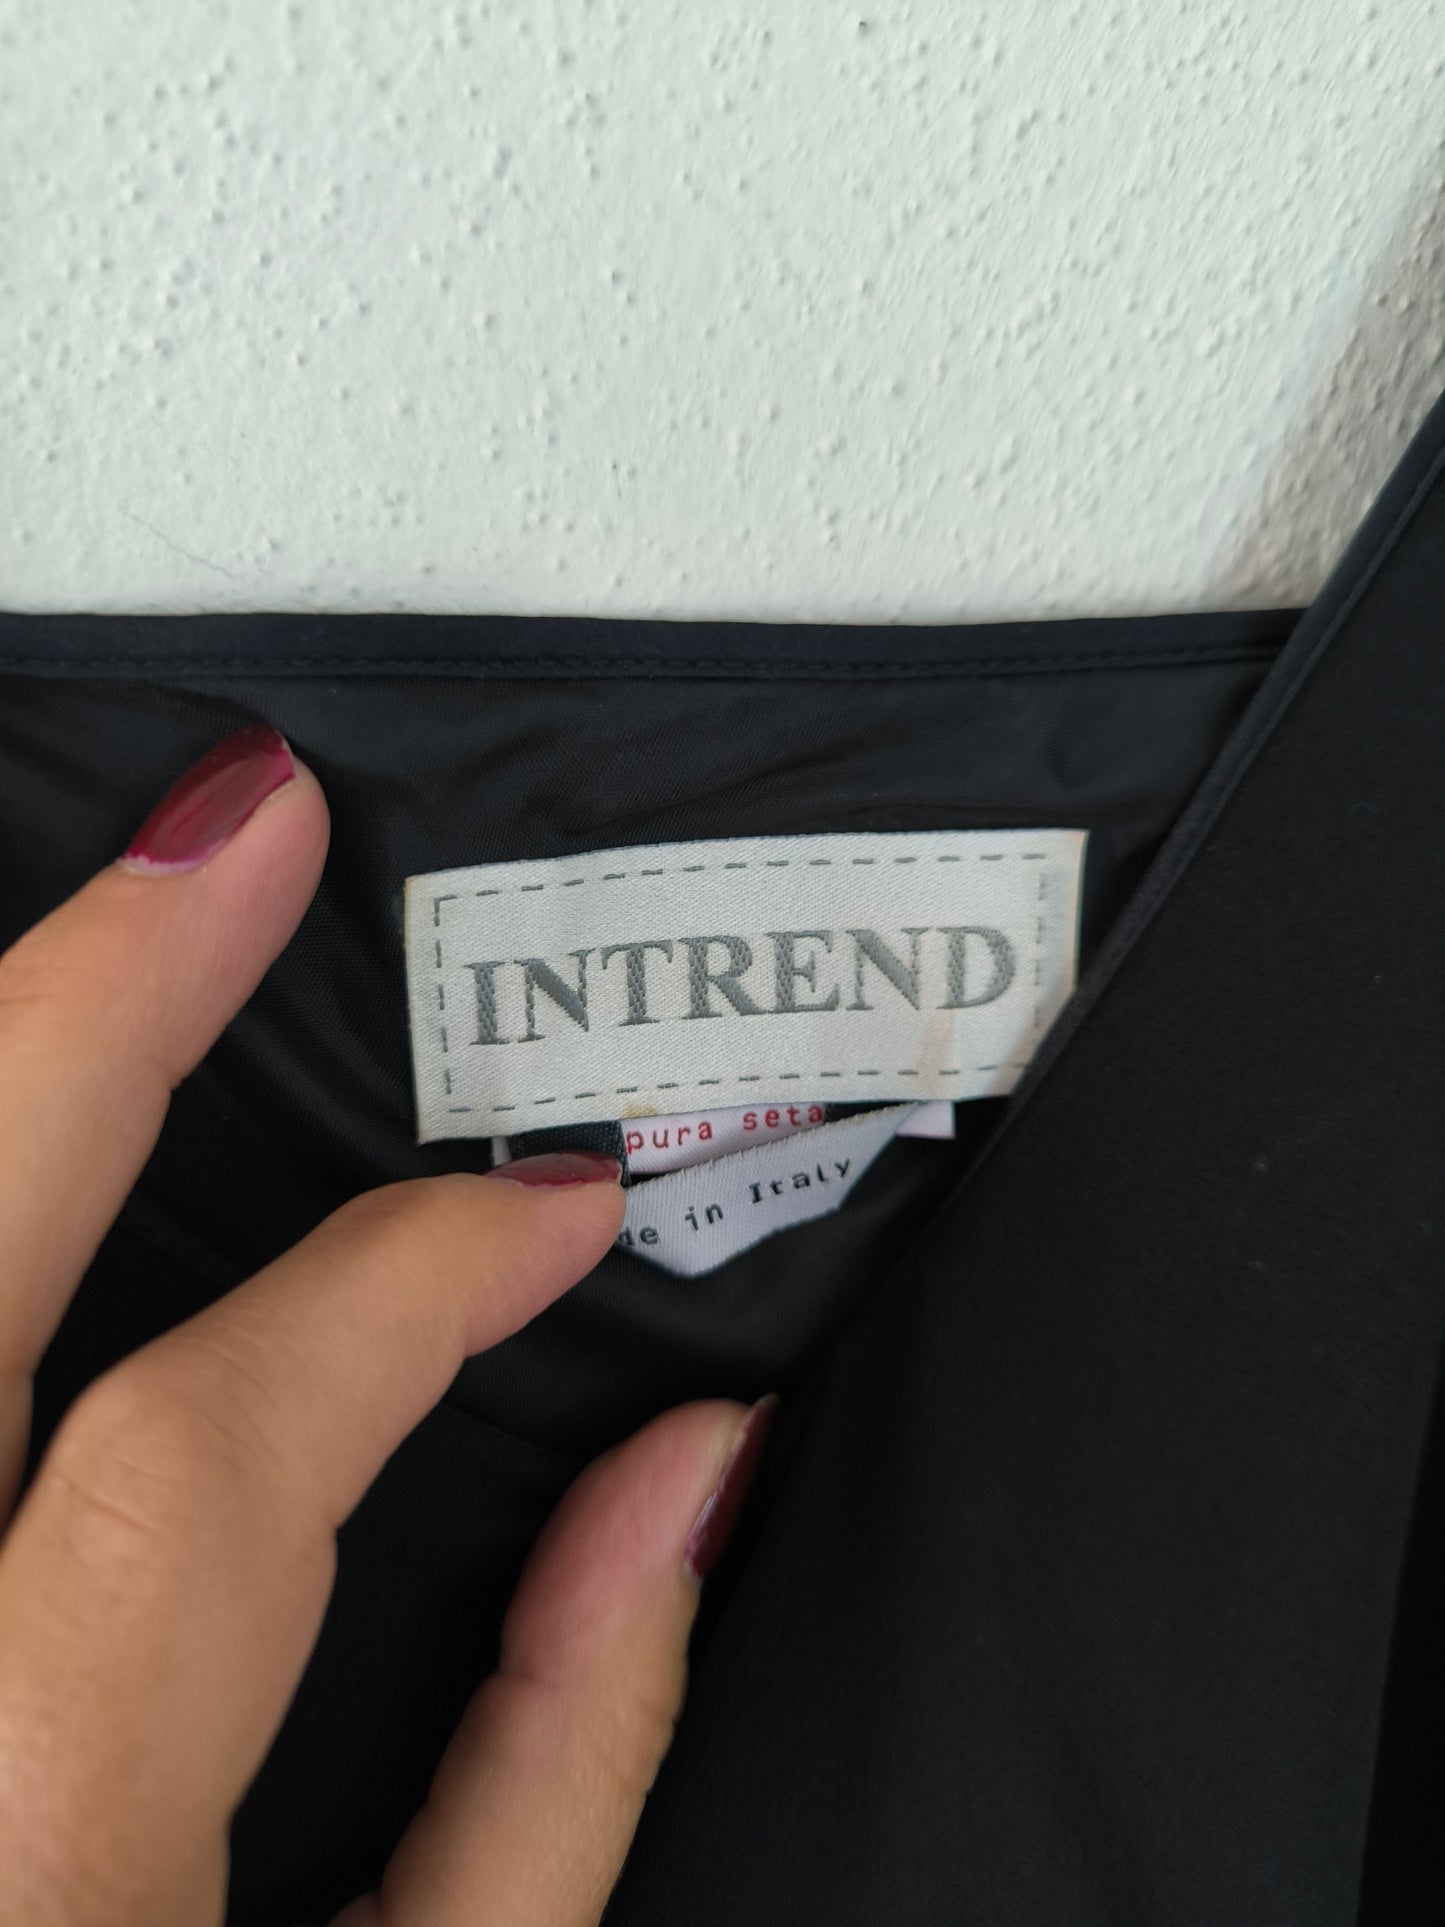 INTREND
pura seta
de in Italy